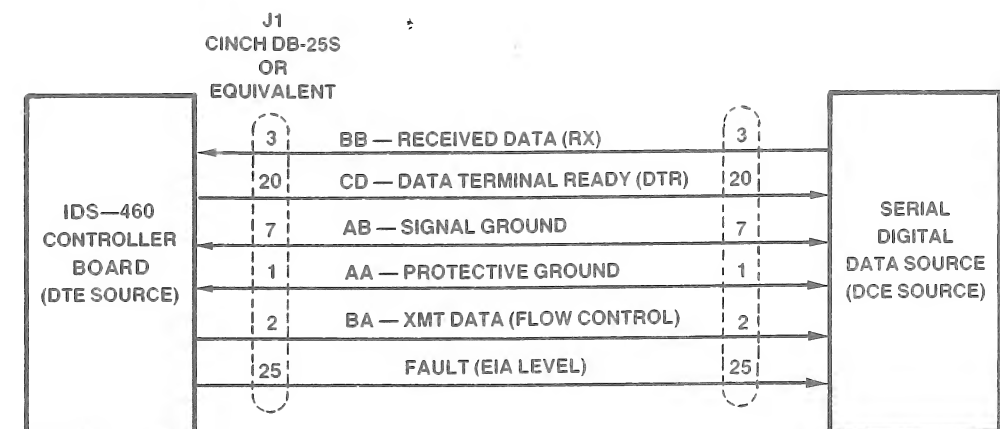 J1
CINCH DB-25S
OR
EQUIVALENT
3 BB — RECEIVED DATA (RX) 3
20 CD — DATA TERMINAL READY (DTR) 20
7 AB — SIGNAL GROUND 7
1 AA — PROTECTIVE GROUND 1
2 BA — XMT DATA (FLOW CONTROL) 2
25 FAULT (EIA LEVEL) 25
IDS—460
CONTROLLER
BOARD
(DTE SOURCE)
SERIAL
DIGITAL
DATA SOURCE
(DCE SOURCE)